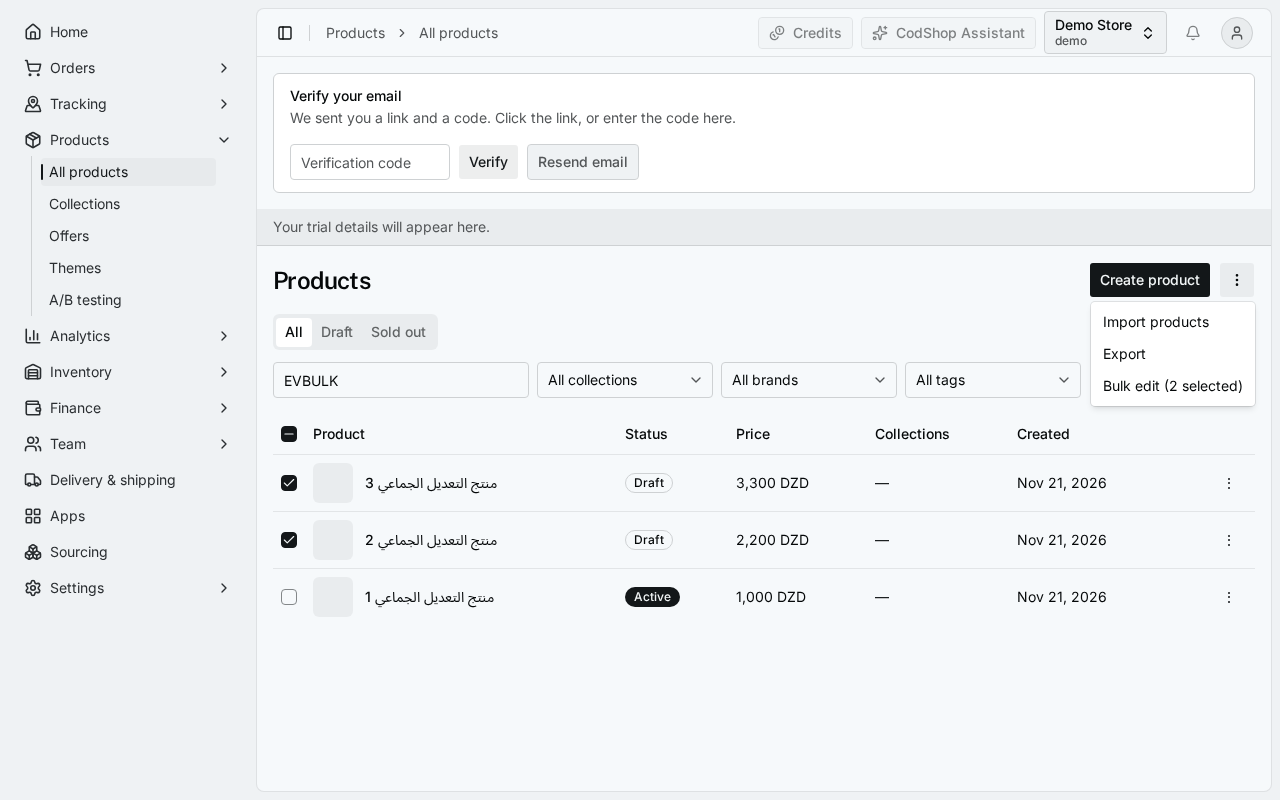 Home
Orders
Tracking
Products
All products
Collections
Offers
Themes
A/B testing
Analytics
Inventory
Finance
Team
Delivery & shipping
Apps
Sourcing
Settings
Products
All products
Credits
CodShop Assistant
Demo Store
demo
Verify your email
We sent you a link and a code. Click the link, or enter the code here.
Verification code
Verify
Resend email
Your trial details will appear here.
Products
Create product
Import products
Export
Bulk edit (2 selected)
All
Draft
Sold out
EVBULK
All collections
All brands
All tags
Product Status Price Collections Created
منتج التعديل الجماعي 3 Draft 3,300 DZD — Nov 21, 2026
منتج التعديل الجماعي 2 Draft 2,200 DZD — Nov 21, 2026
منتج التعديل الجماعي 1 Active 1,000 DZD — Nov 21, 2026